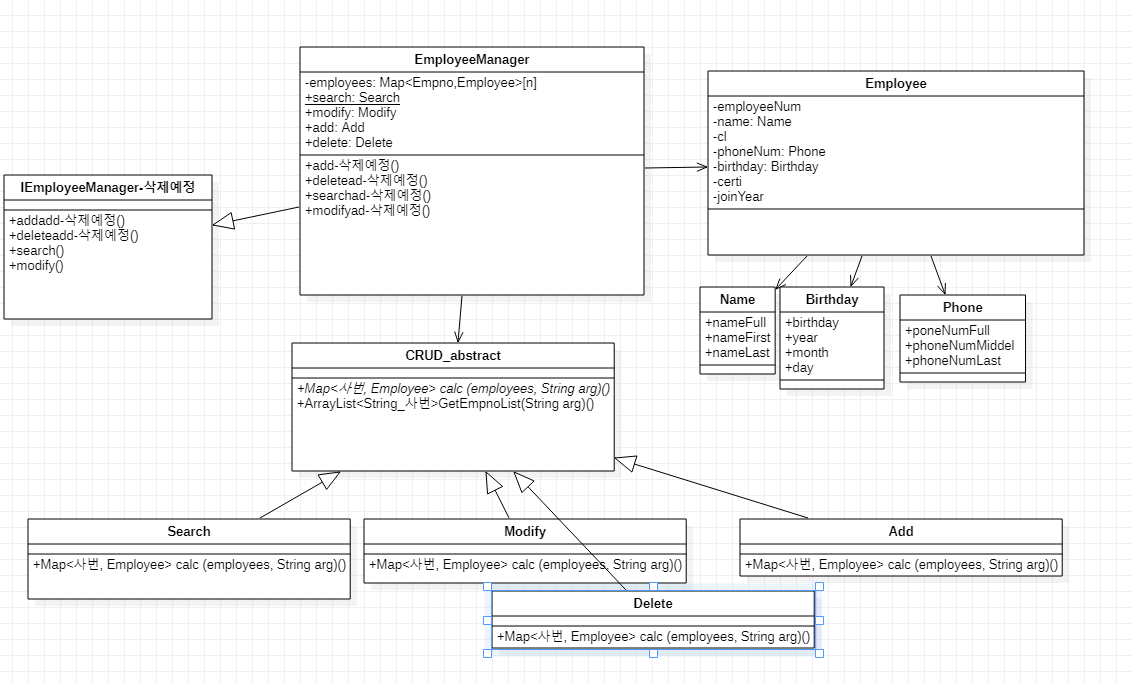 EmployeeManager
-employees: Map<Empno,Employee>[n]
+search: Search
+modify: Modify
+add: Add
+delete: Delete
+add-삭제예정()
+deletead-삭제예정()
+searchad-삭제예정()
+modifyad-삭제예정()
Employee
-employeeNum
-name: Name
-cl
-phoneNum: Phone
-birthday: Birthday
-certi
-joinYear
IEmployeeManager-삭제예정
+addadd-삭제예정()
+deleteadd-삭제예정()
+search()
+modify()
Name
+nameFull
+nameFirst
+nameLast
Birthday
+birthday
+year
+month
+day
Phone
+poneNumFull
+phoneNumMiddel
+phoneNumLast
CRUD_abstract
+Map<사번, Employee> calc (employees, String arg)()
+ArrayList<String_사번>GetEmpnoList(String arg)()
Search
+Map<사번, Employee> calc (employees, String arg)()
Modify
+Map<사번, Employee> calc (employees, String arg)()
Add
+Map<사번, Employee> calc (employees, String arg)()
Delete
+Map<사번, Employee> calc (employees, String arg)()